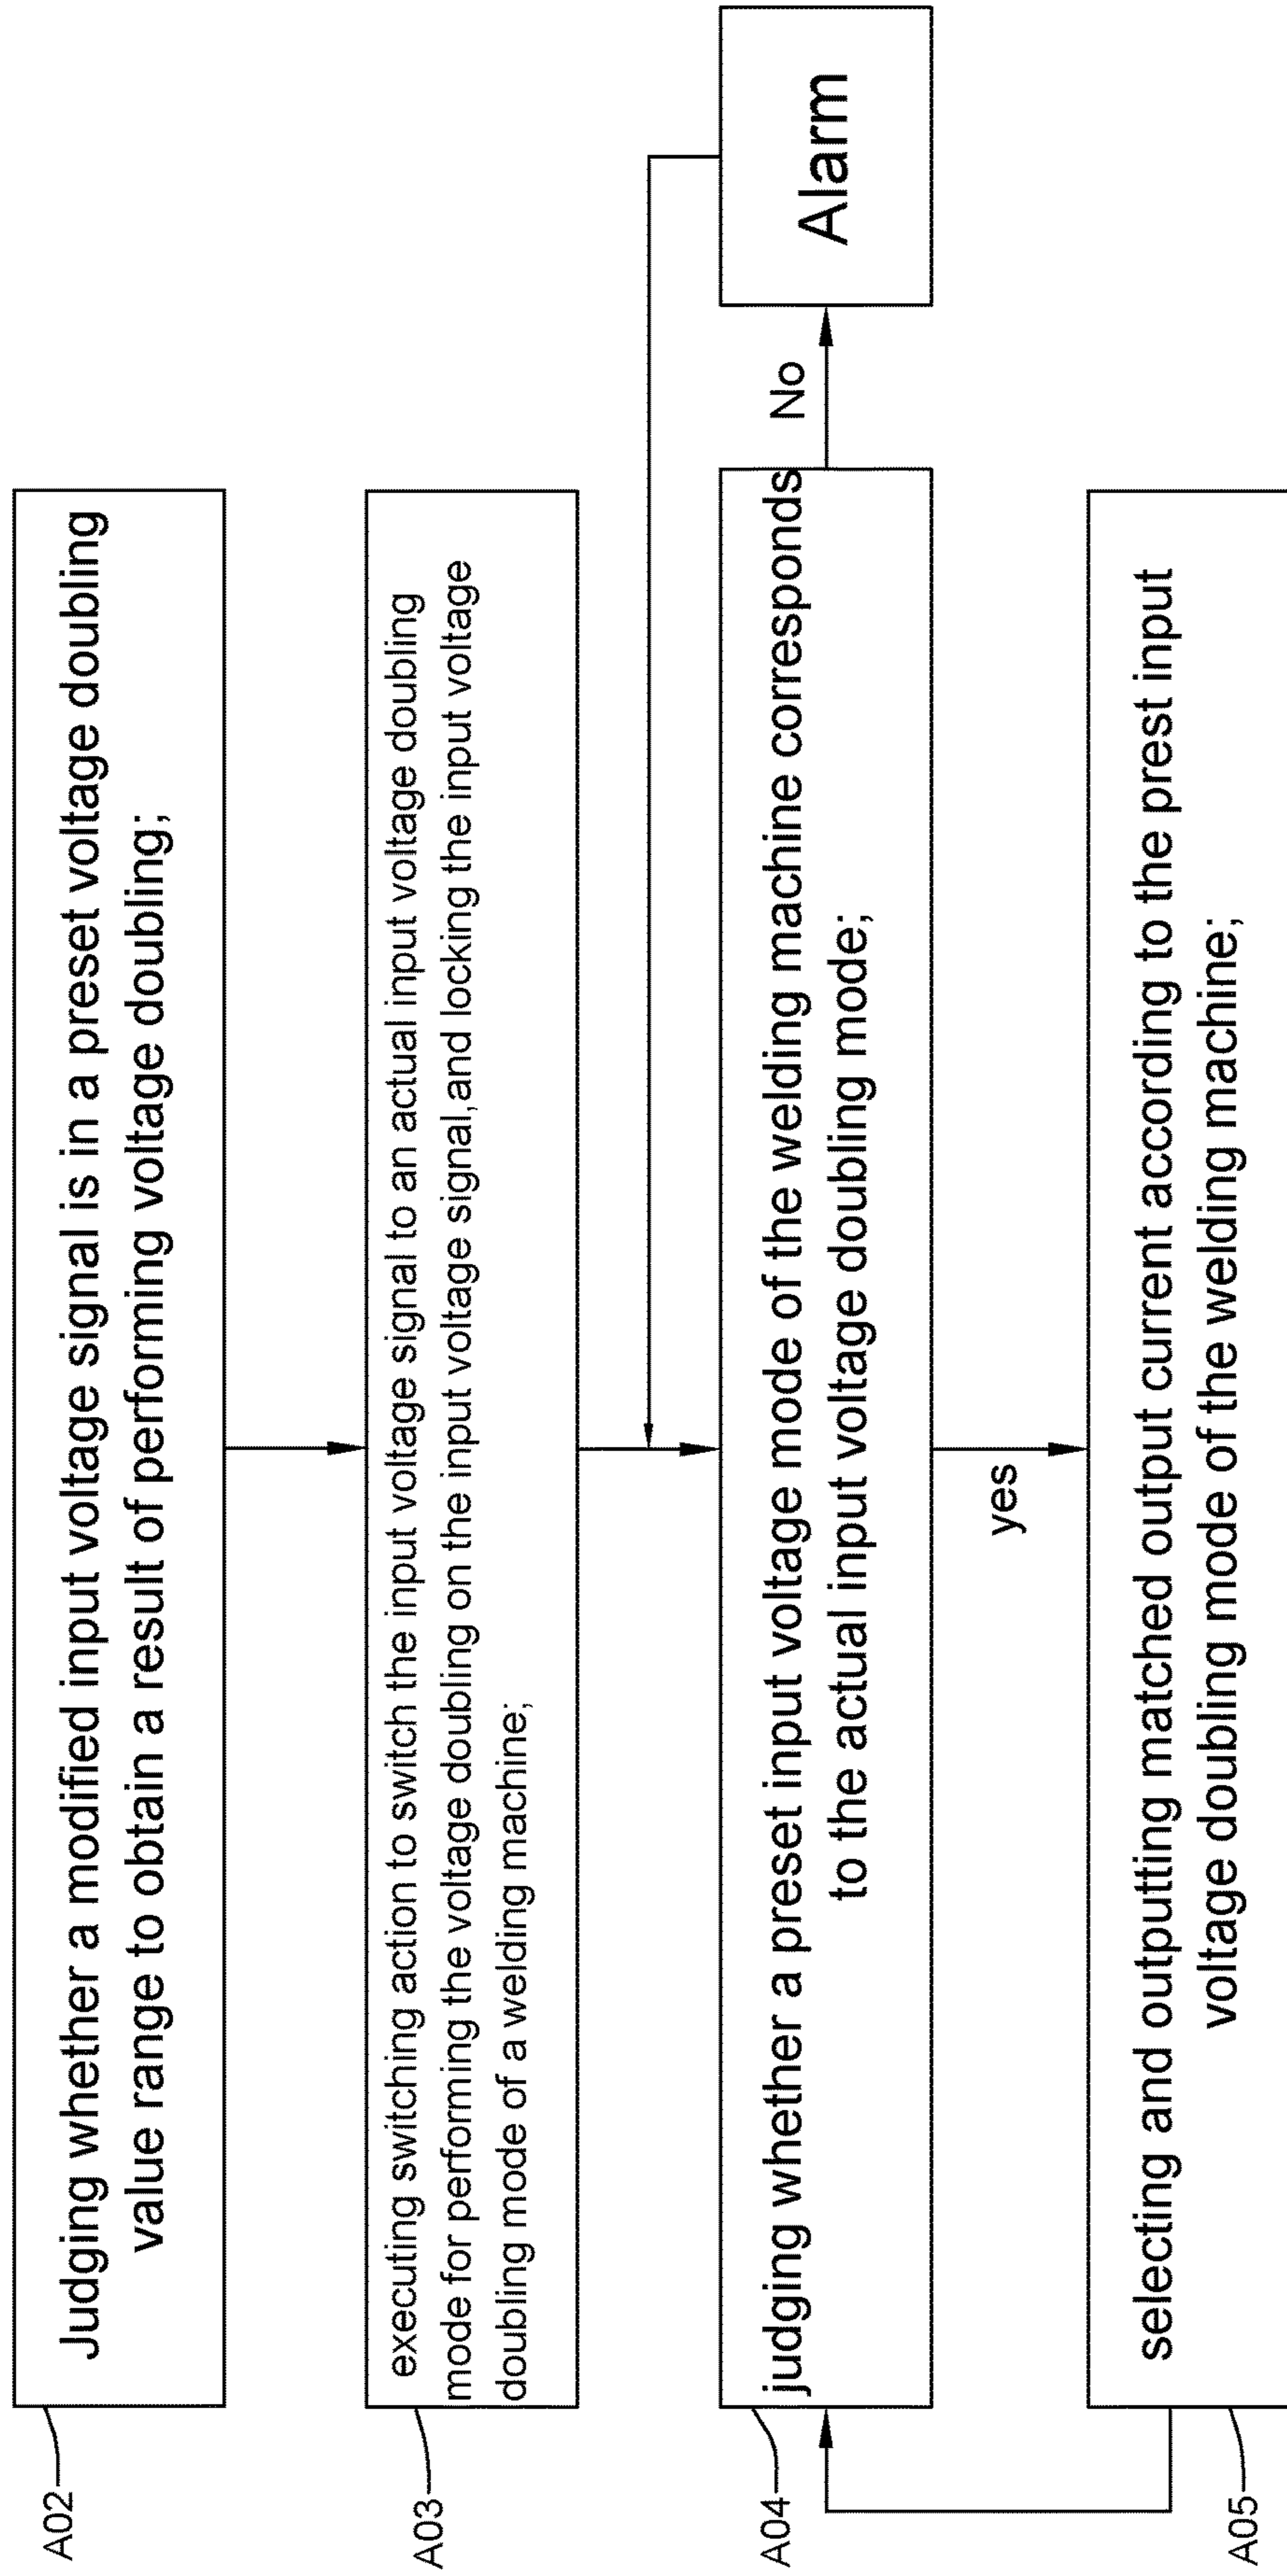 A02
Judging whether a modified input voltage signal is in a preset voltage doubling
value range to obtain a result of performing voltage doubling;
A03
executing switching action to switch the input voltage signal to an actual input voltage doubling
mode for performing the voltage doubling on the input voltage signal,and locking the input voltage
doubling mode of a welding machine;
A04
judging whether a preset input voltage mode of the welding machine corresponds
to the actual input voltage doubling mode;
No
Alarm
yes
A05
selecting and outputting matched output current according to the prest input
voltage doubling mode of the welding machine;